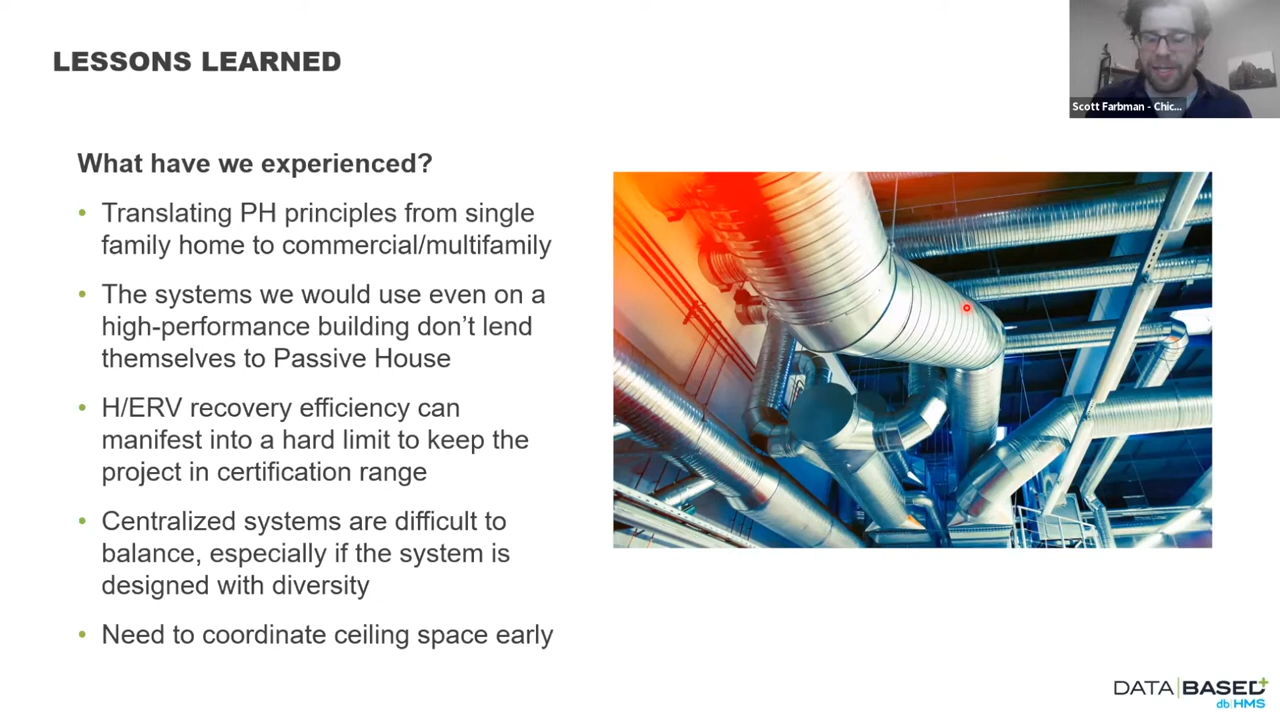 LESSONS LEARNED
Scott Farbman - Chic...
What have we experienced?
• Translating PH principles from single
family home to commercial/multifamily
• The systems we would use even on a
high-performance building don’t lend
themselves to Passive House
• H/ERV recovery efficiency can
manifest into a hard limit to keep the
project in certification range
• Centralized systems are difficult to
balance, especially if the system is
designed with diversity
• Need to coordinate ceiling space early
DATA|BASED+
db|HMS